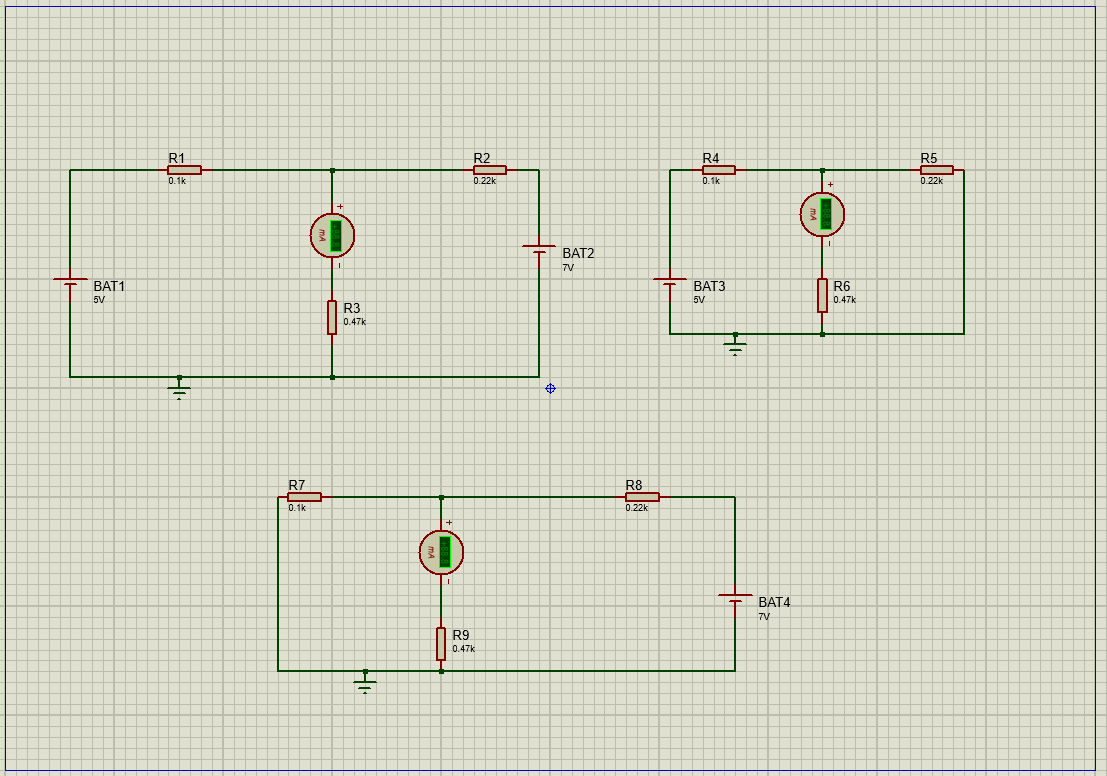 R1
0.1k
R2
0.22k
+
mA
-
BAT1
5V
R3
0.47k
BAT2
7V
R4
0.1k
R5
0.22k
+
mA
-
BAT3
5V
R6
0.47k
R7
0.1k
R8
0.22k
+
mA
-
BAT4
7V
R9
0.47k